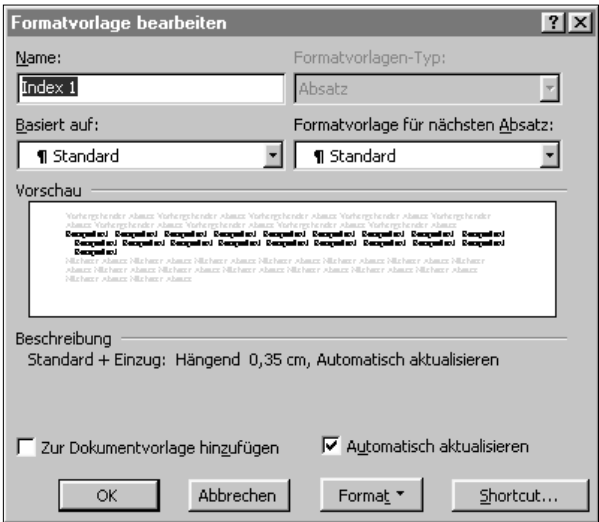 Formatvorlage bearbeiten
Name:
Formatvorlagen-Typ:
Index 1
Absatz
Basiert auf:
Formatvorlage für nächsten Absatz:
¶ Standard
¶ Standard
Vorschau
Beschreibung
Standard + Einzug: Hängend 0,35 cm, Automatisch aktualisieren
Zur Dokumentvorlage hinzufügen
Automatisch aktualisieren
OK
Abbrechen
Format
Shortcut...